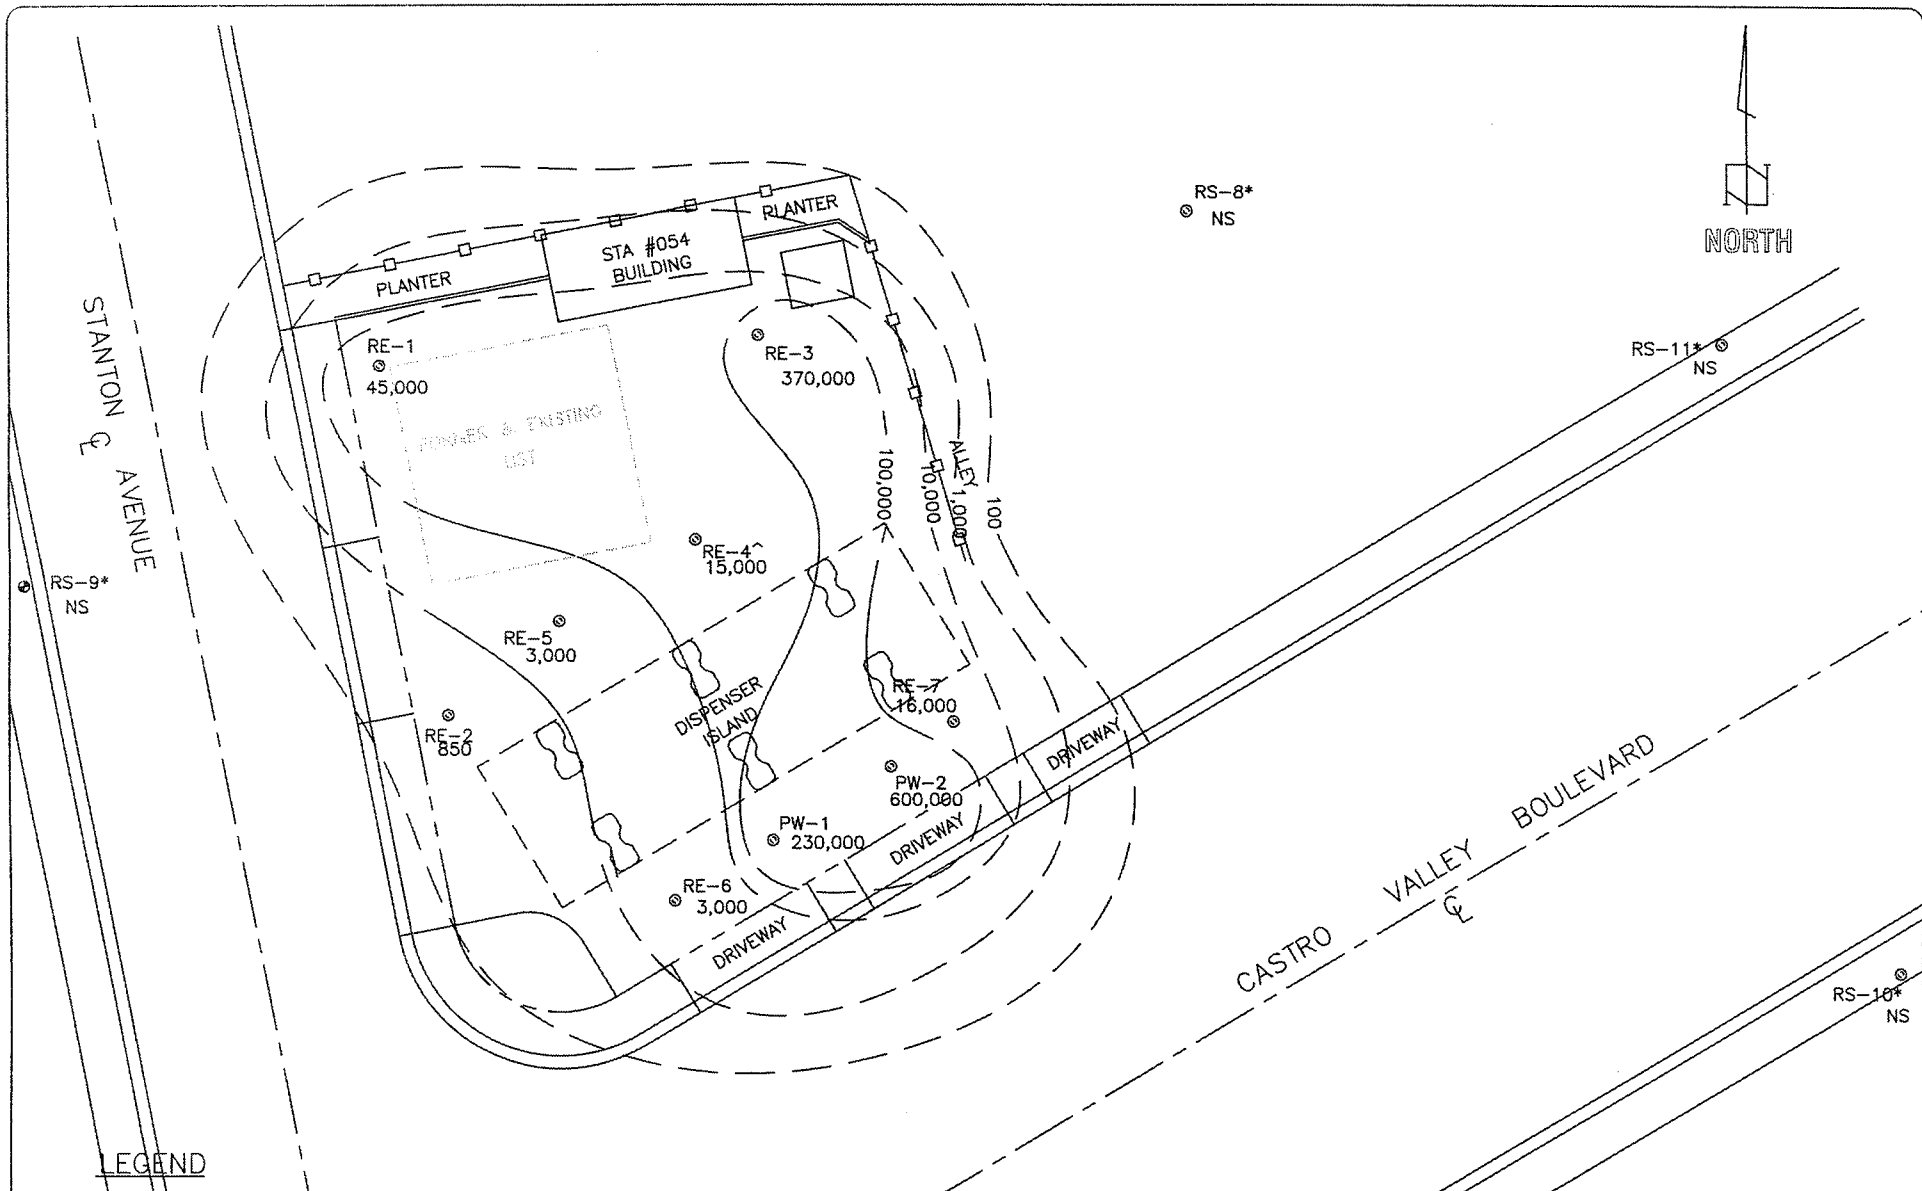 RS-8*
NS
NORTH
PLANTER
STA #054
BUILDING
PLANTER
RS-11*
NS
STANTON
℄
AVENUE
RE-1
45,000
RE-3
370,000
FORMER & EXISTING
UST
ALLEY
100,000
10,000
1,000
100
RE-4^
15,000
RS-9*
NS
RE-5
3,000
RE-2
850
DISPENSER
ISLAND
RE-7
16,000
DRIVEWAY
PW-2
600,000
PW-1
230,000
DRIVEWAY
RE-6
3,000
DRIVEWAY
CASTRO VALLEY BOULEVARD
℄
RS-10*
NS
LEGEND